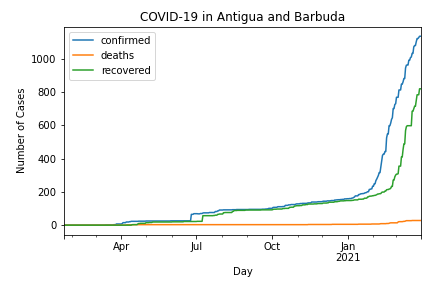 COVID-19 in Antigua and Barbuda
confirmed
deaths
recovered
Number of Cases
1000
800
600
400
200
0
Apr
Jul
Oct
Jan
2021
Day